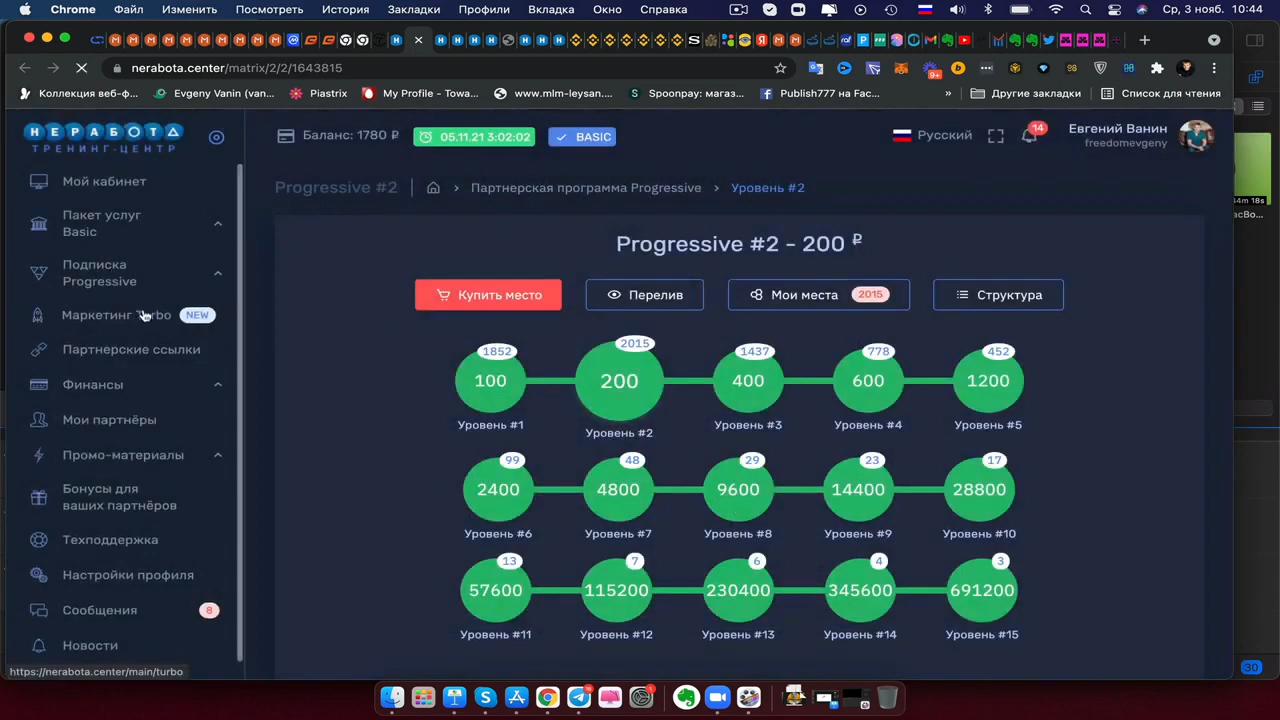 Chrome Файл Изменить Посмотреть История Закладки Профили Вкладка Окно Справка Ср, 3 нояб. 10:44
nerabota.center/matrix/2/2/1643815
9+
Коллекция веб-ф... Evgeny Vanin (van... Piastrix My Profile - Towa... www.mln-leysan... Spoonpay: магаз... Publish777 на Fac... » Другие закладки Список для чтения
НЕРАБОТА
ТРЕНИНГ-ЦЕНТР
Баланс: 1780 ₽ 05.11.21 3:02:02 BASIC Русский 14 Евгений Ванин
freedomevgeny
Progressive #2 Партнерская программа Progressive Уровень #2
Мой кабинет
Пакет услуг
Basic
Подписка
Progressive
Маркетинг Turbo NEW
Партнерские ссылки
Финансы
Мои партнёры
Промо-материалы
Бонусы для
ваших партнёров
Техподдержка
Настройки профиля
Сообщения 8
Новости
Progressive #2 - 200 ₽
Купить место Перелив Мои места 2015 Структура
1852 2015 1437 778 452
100 200 400 600 1200
Уровень #1 Уровень #2 Уровень #3 Уровень #4 Уровень #5
99 48 29 23 17
2400 4800 9600 14400 28800
Уровень #6 Уровень #7 Уровень #8 Уровень #9 Уровень #10
13 7 6 4 3
57600 115200 230400 345600 691200
Уровень #11 Уровень #12 Уровень #13 Уровень #14 Уровень #15
https://nerabota.center/main/turbo
30